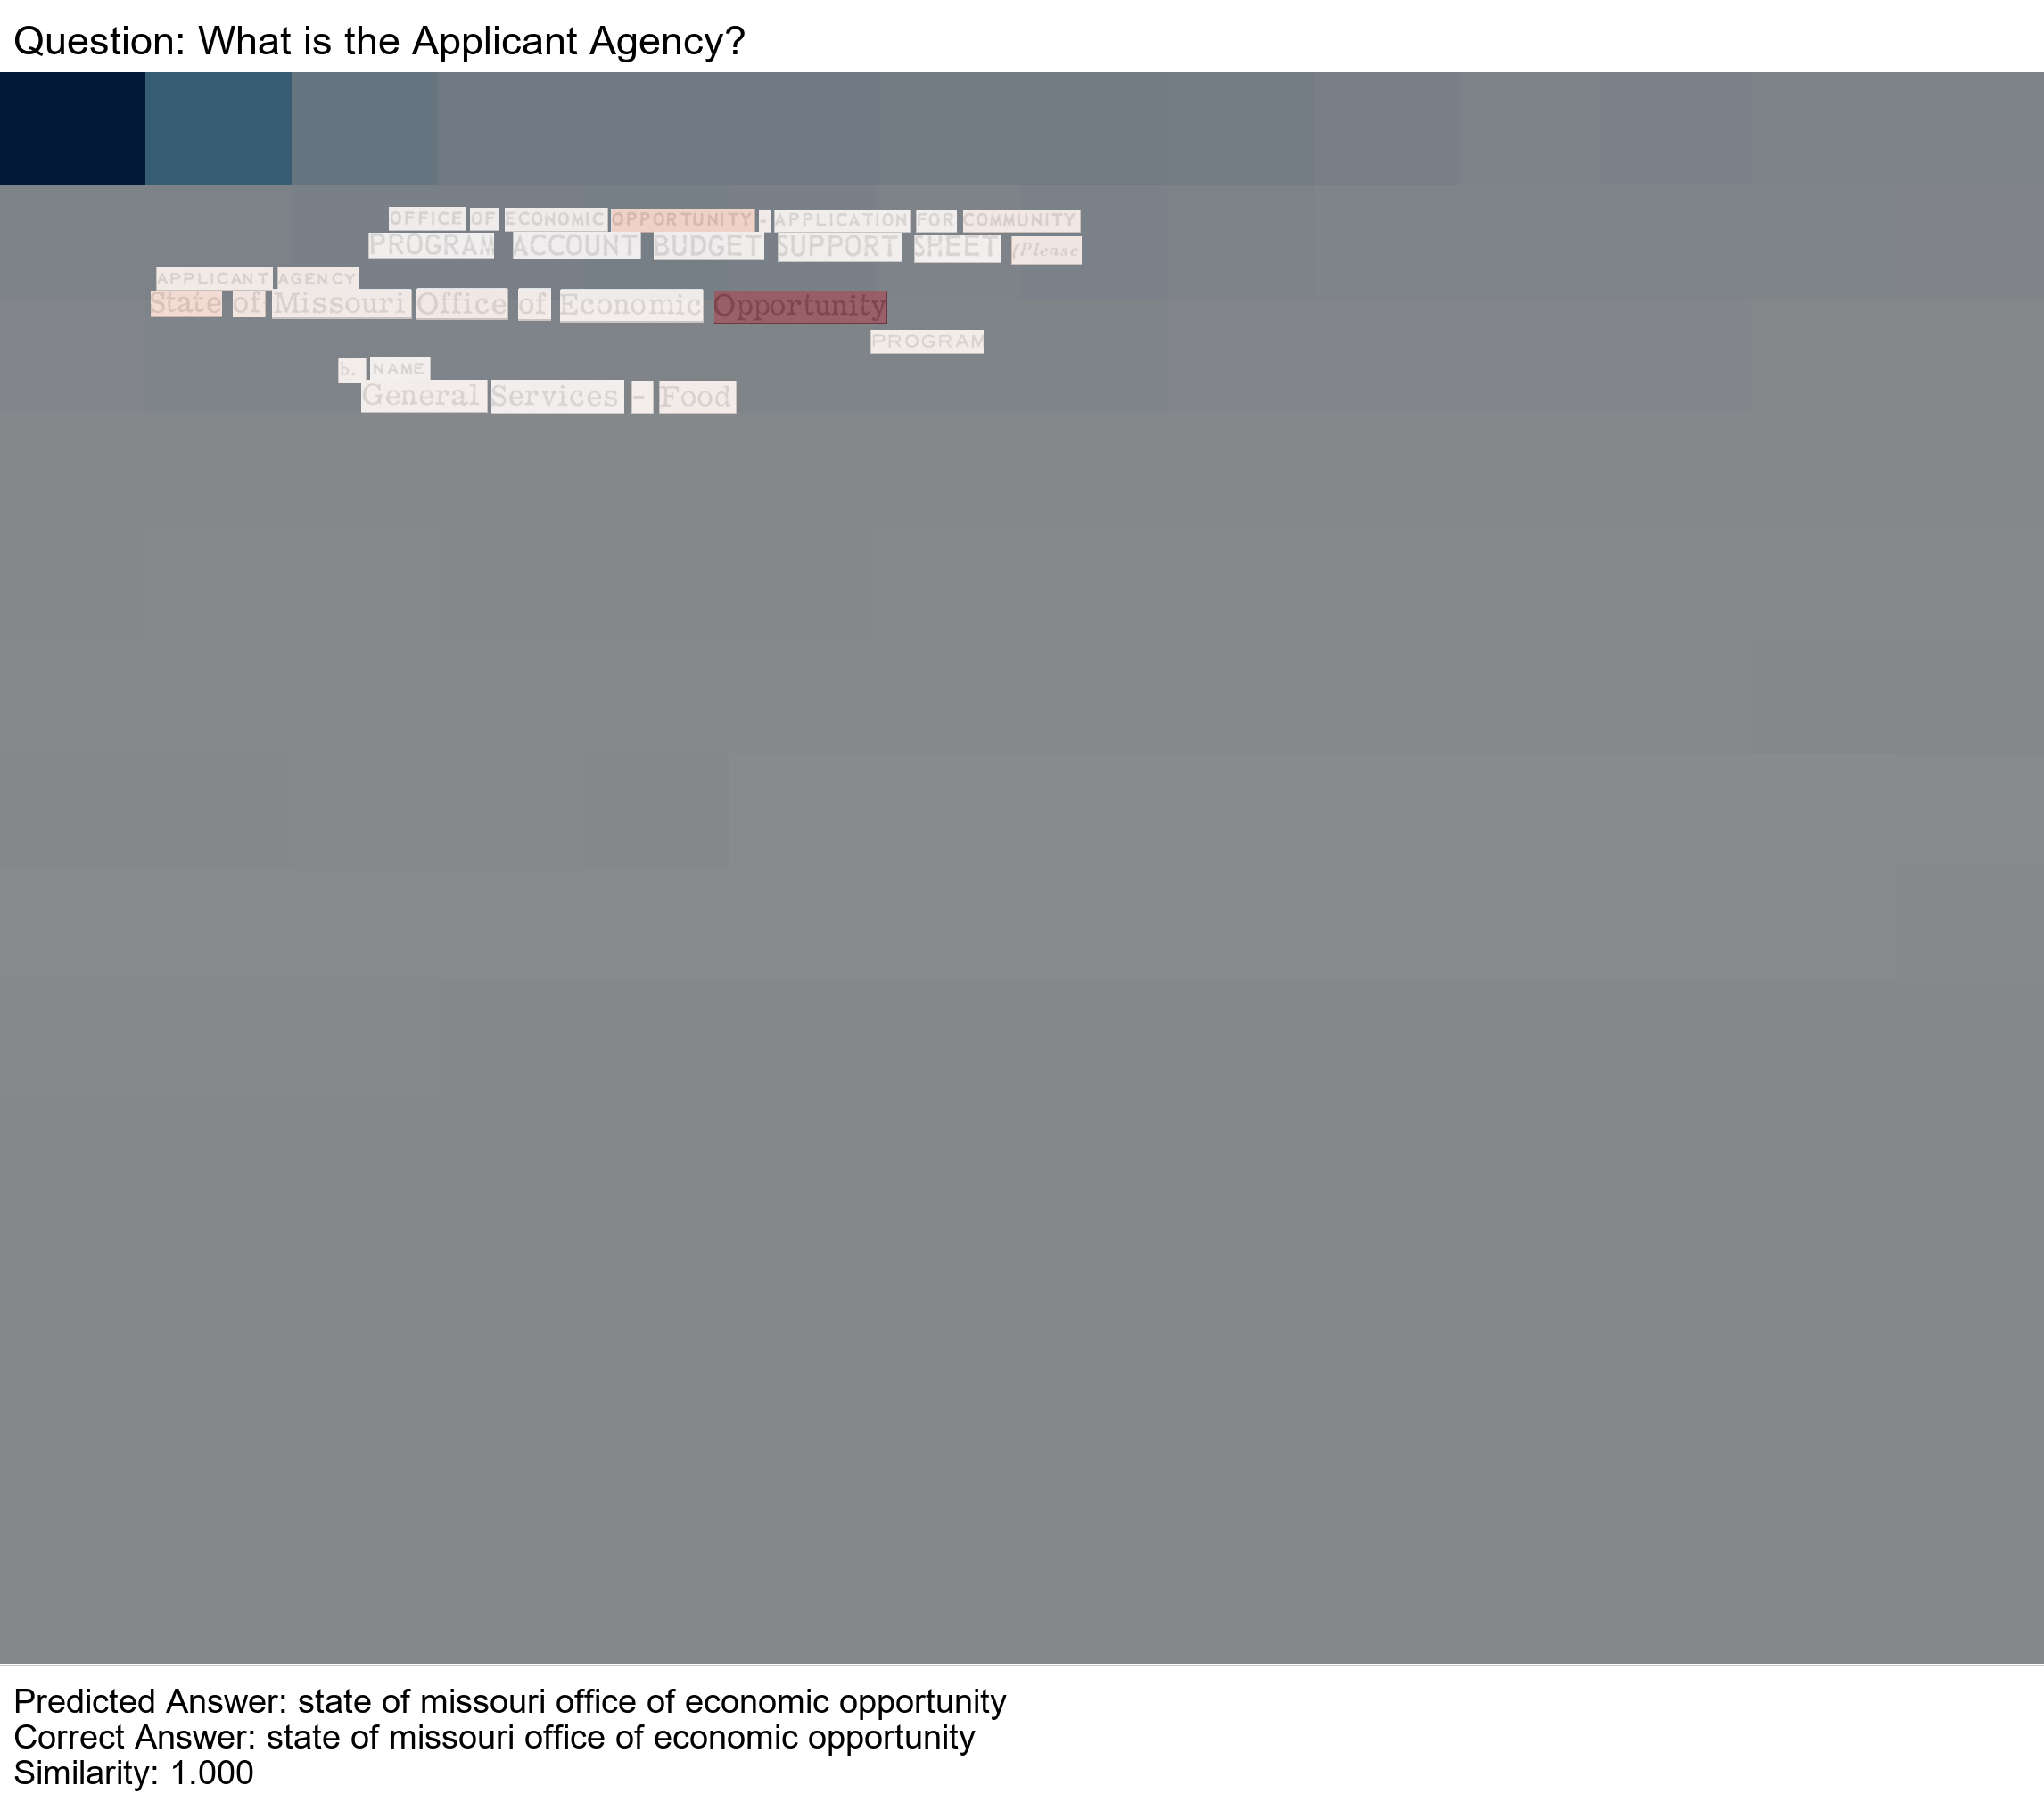 Question: What is the Applicant Agency?
OFFICE OF ECONOMIC OPPORTUNITY - APPLICATION FOR COMMUNITY
PROGRAM ACCOUNT BUDGET SUPPORT SHEET (Please
APPLICANT AGENCY
State of Missouri Office of Economic Opportunity
PROGRAM
b. NAME
General Services - Food
Predicted Answer: state of missouri office of economic opportunity
Correct Answer: state of missouri office of economic opportunity
Similarity: 1.000